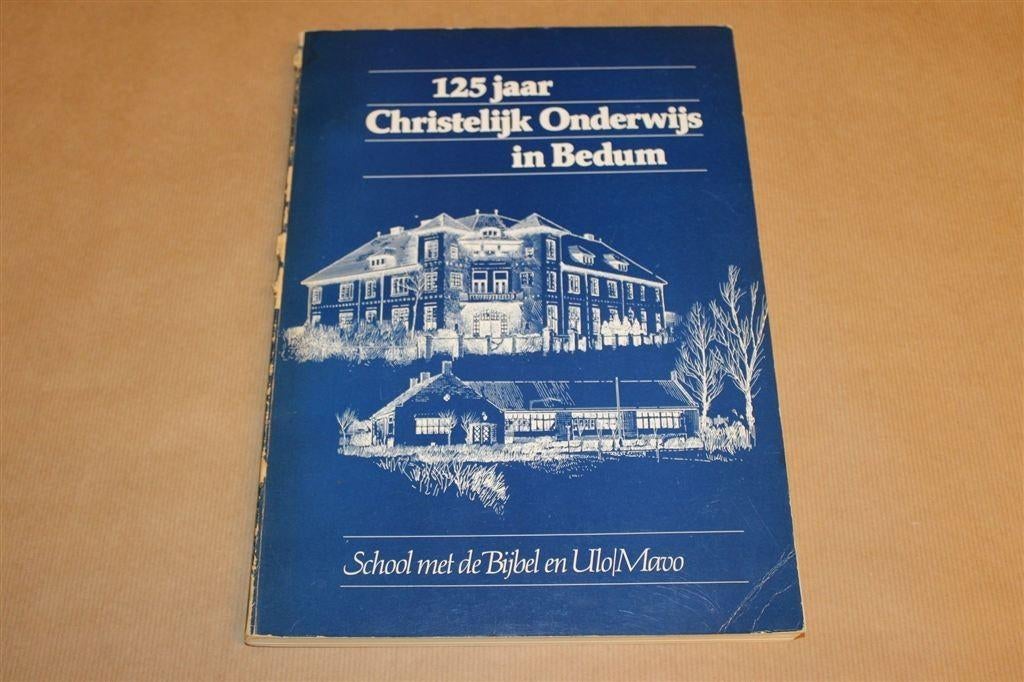 125 jaar
Christelijk Onderwijs
in Bedum
School met de Bijbel en Ulo|Mavo